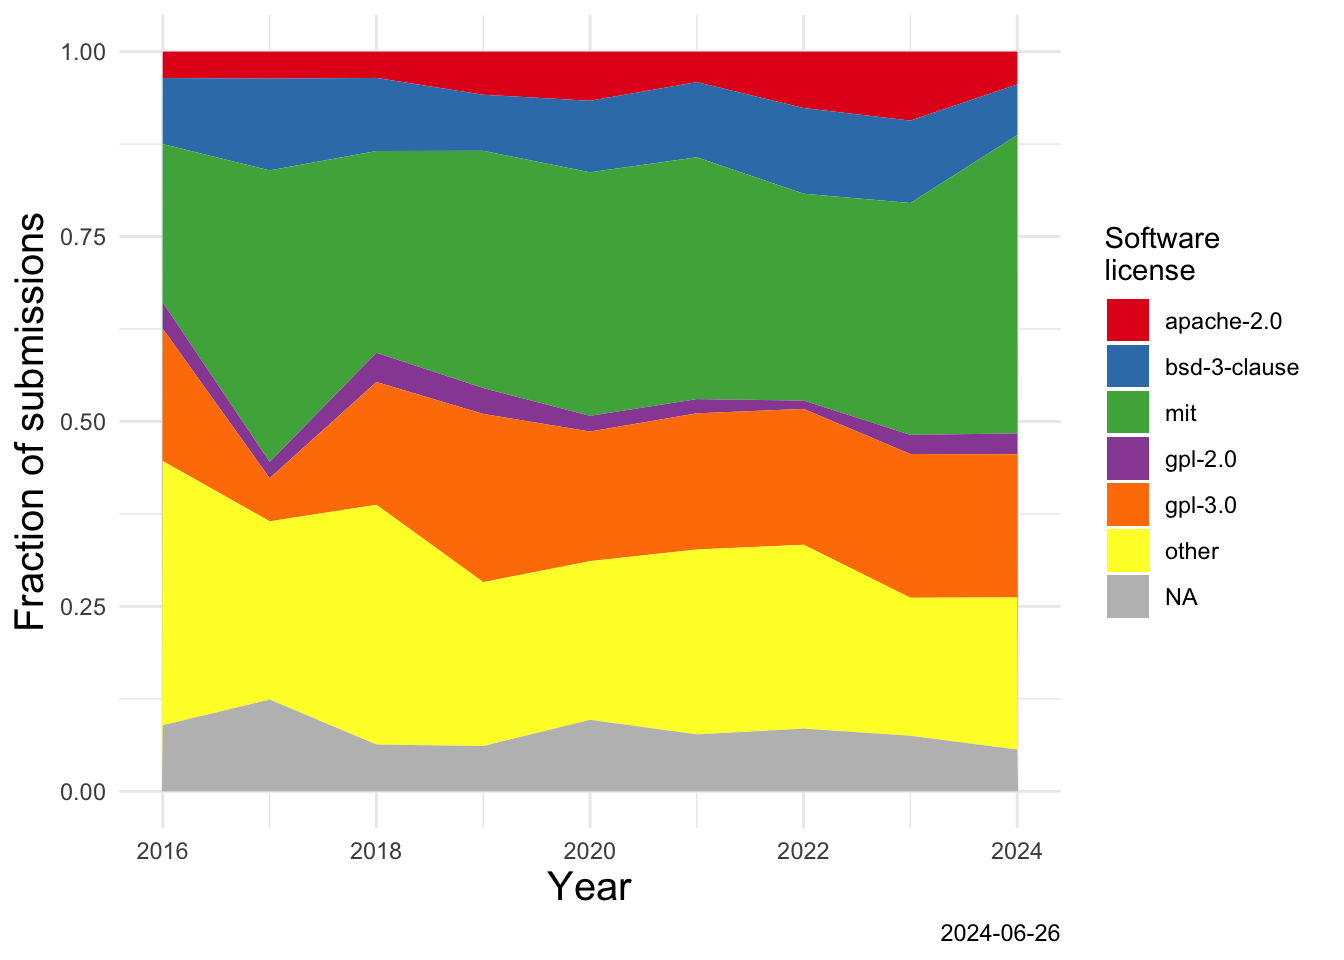 1.00
0.75
0.50
0.25
0.00
Fraction of submissions
2016 2018 2020 2022 2024
Year
Software
license
apache-2.0
bsd-3-clause
mit
gpl-2.0
gpl-3.0
other
NA
2024-06-26